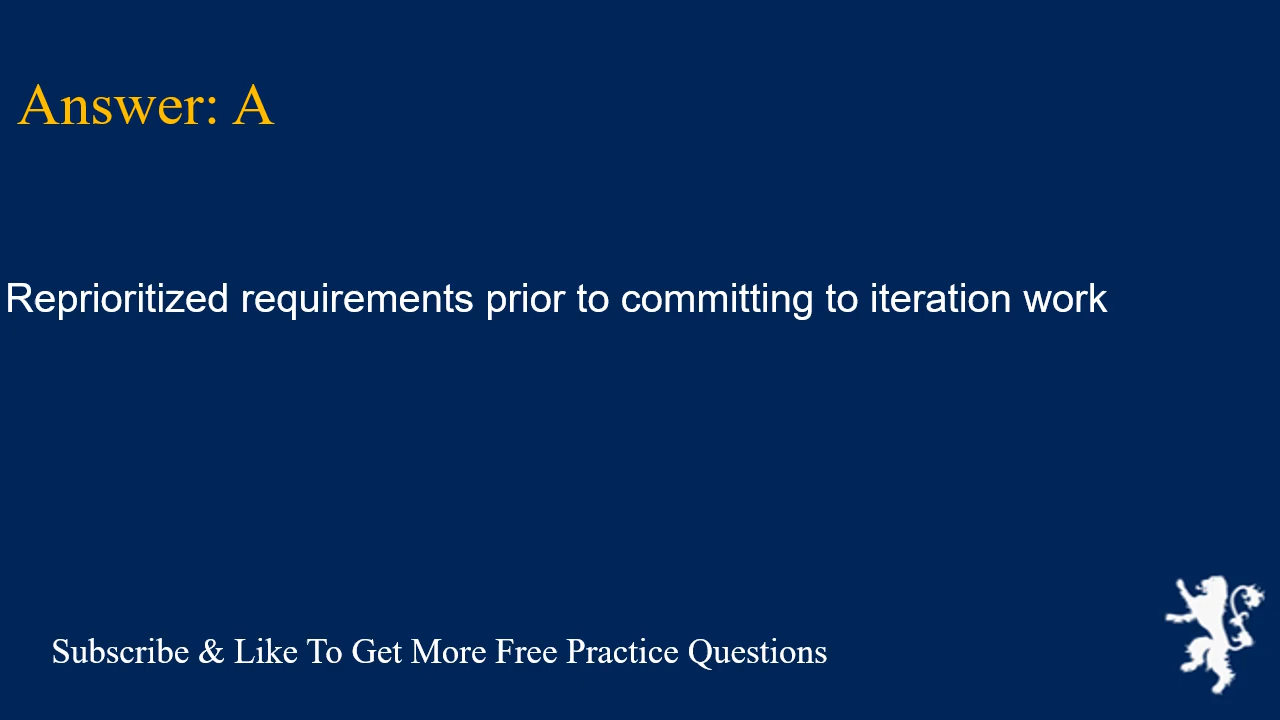 Answer: A
Reprioritized requirements prior to committing to iteration work
Subscribe & Like To Get More Free Practice Questions